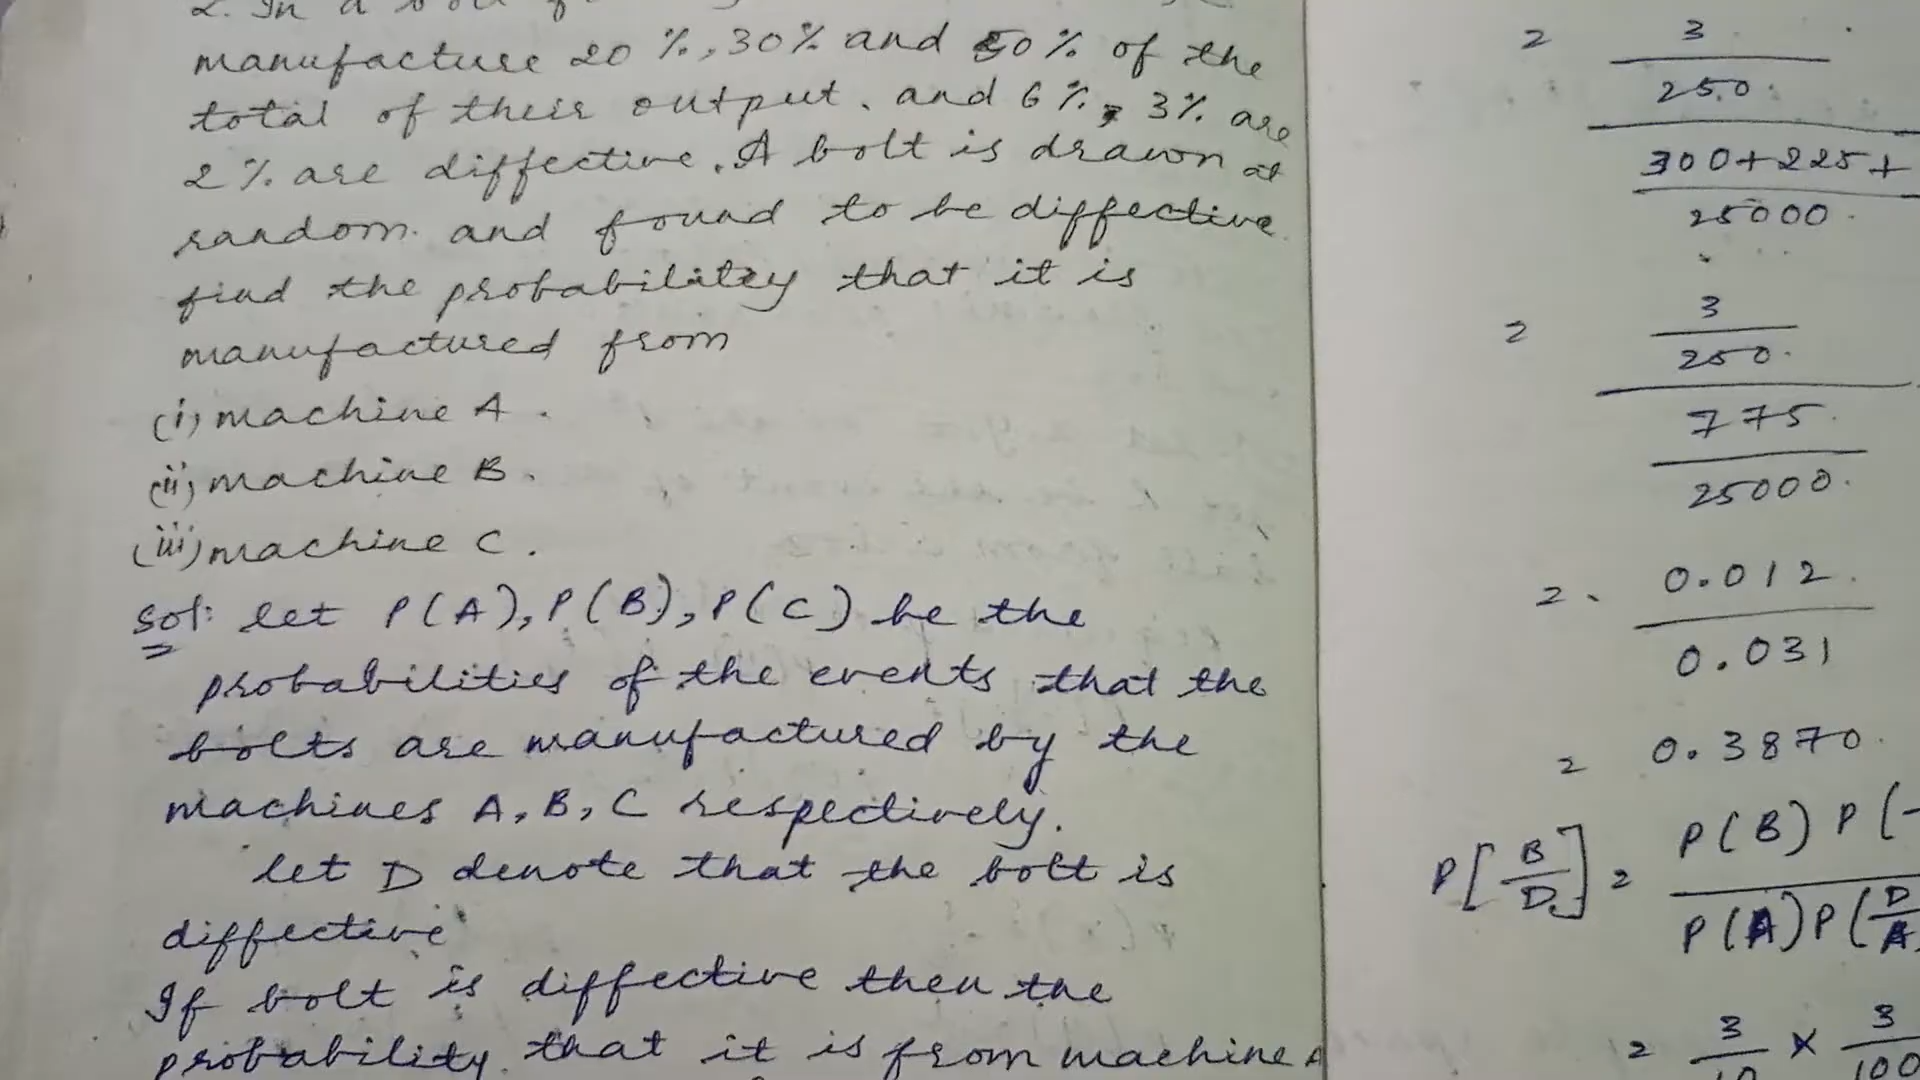 2. In a bolt
manufacture 20 %, 30% and 50% of the
total of their output. and 6%, 3% are
2% are diffective. A bolt is drawn at
random. and found to be diffective.
find the probabilitey that it is
manufactured from
(i) machine A.
(ii) machine B.
(iii) machine C.
Sol: let P(A), P(B), P(C) be the
probabilities of the events that the
bolts are manufactured by the
machines A, B, C respectively.
let D denote that the bolt is
diffective
If bolt is diffective then the
probability that it is from machine A
= 3
250
300+225+
25000
= 3
250
775
25000
= 0.012
0.031
= 0.3870
P[B/D] = P(B) P(
P(A) P(D/A)
= 3/10 × 3/100